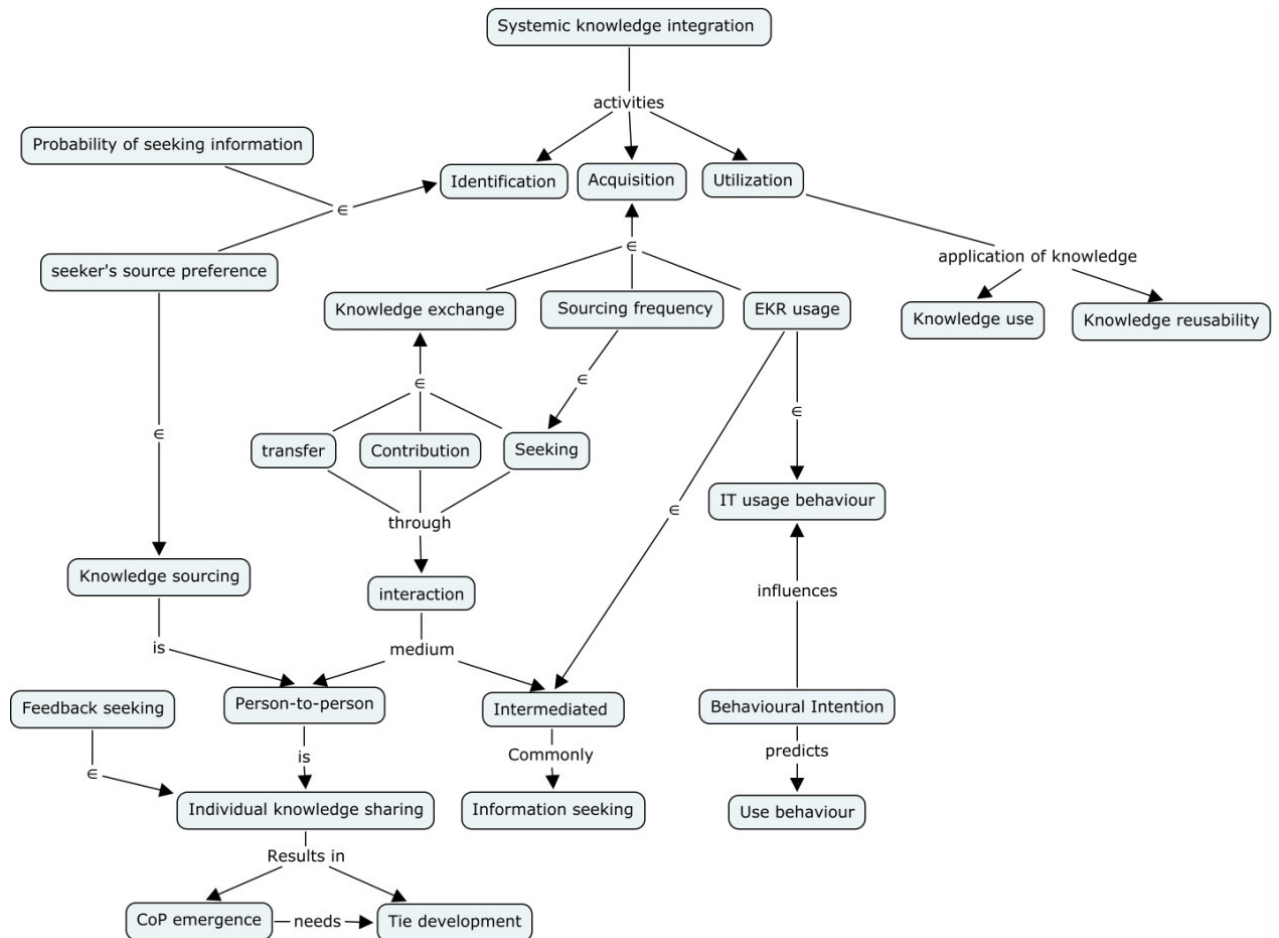 Systemic knowledge integration
activities
Probability of seeking information
Identification
Acquisition
Utilization
∈
seeker's source preference
∈
application of knowledge
Knowledge exchange
Sourcing frequency
EKR usage
Knowledge use
Knowledge reusability
∈
∈
∈
∈
transfer
Contribution
Seeking
IT usage behaviour
∈
through
Knowledge sourcing
interaction
influences
is
medium
Feedback seeking
Person-to-person
Intermediated
Behavioural Intention
is
Commonly
predicts
∈
Individual knowledge sharing
Information seeking
Use behaviour
Results in
CoP emergence
needs
Tie development